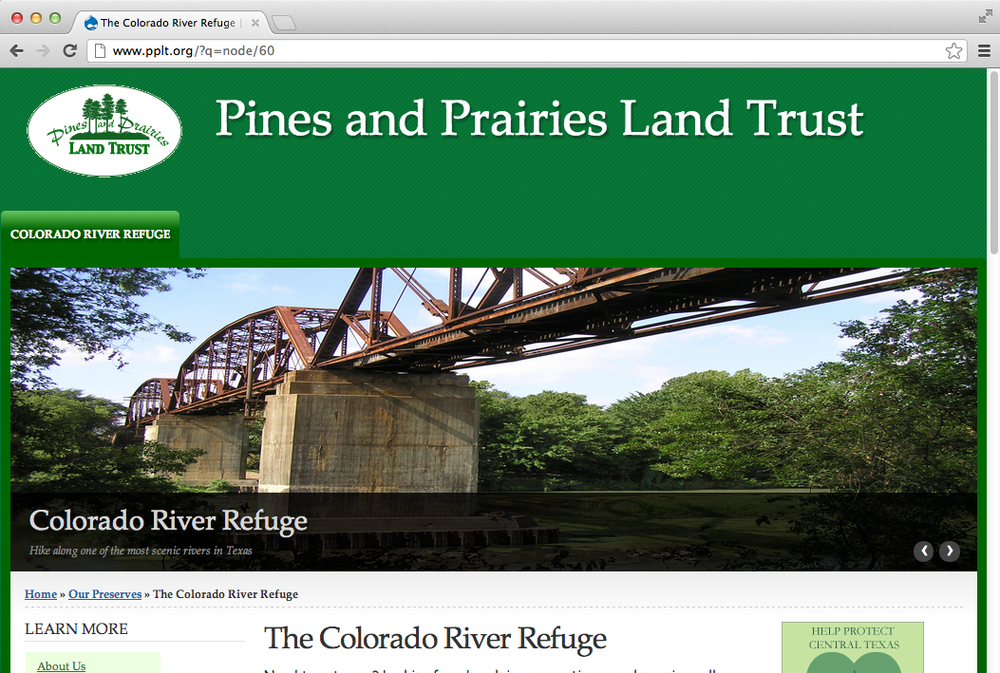 The Colorado River Refuge |
www.pplt.org/?q=node/60
Pines and Prairies
LAND TRUST
Pines and Prairies Land Trust
COLORADO RIVER REFUGE
Colorado River Refuge
Hike along one of the most scenic rivers in Texas
Home » Our Preserves » The Colorado River Refuge
LEARN MORE
About Us
The Colorado River Refuge
HELP PROTECT
CENTRAL TEXAS